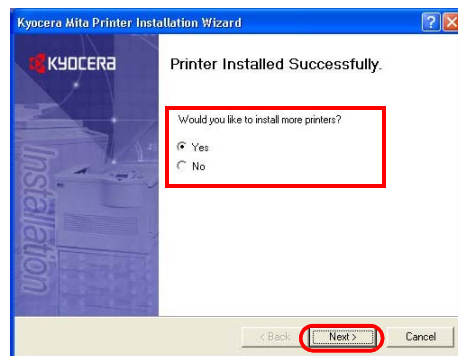 Kyocera Mita Printer Installation Wizard
KYOCERA
Printer Installed Successfully.
Would you like to install more printers?
Yes
No
Installation
< Back
Next >
Cancel